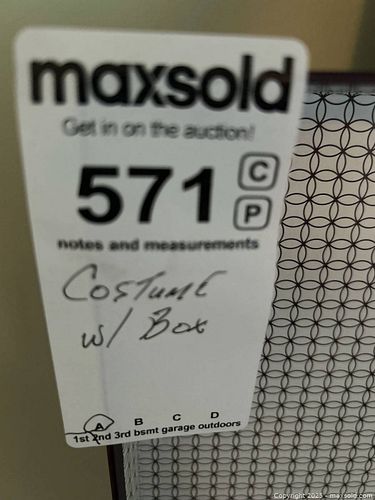 maxsold
Get in on the auction!
571 C
P
notes and measurements
COSTUME
w/ BOX
A B C D
1st 2nd 3rd bsmt garage outdoors
Copyright 2025 - maxsold.com